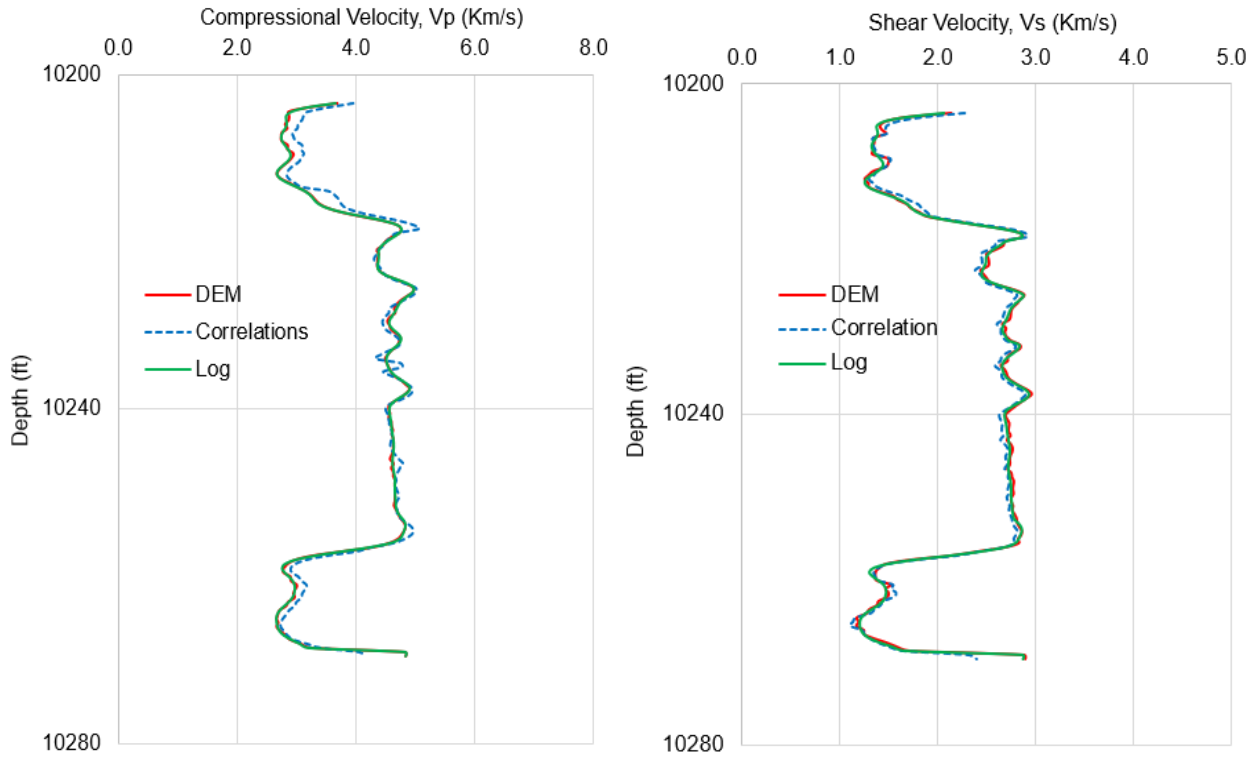 Compressional Velocity, Vp (Km/s)
0.0 2.0 4.0 6.0 8.0
10200
DEM
Correlations
Log
Depth (ft)
10240
10280
Shear Velocity, Vs (Km/s)
0.0 1.0 2.0 3.0 4.0 5.0
10200
DEM
Correlation
Log
Depth (ft)
10240
10280